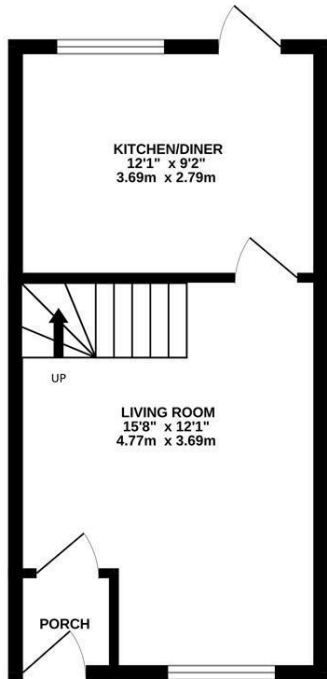 KITCHEN/DINER
12'1" x 9'2"
3.69m x 2.79m
UP
LIVING ROOM
15'8" x 12'1"
4.77m x 3.69m
PORCH